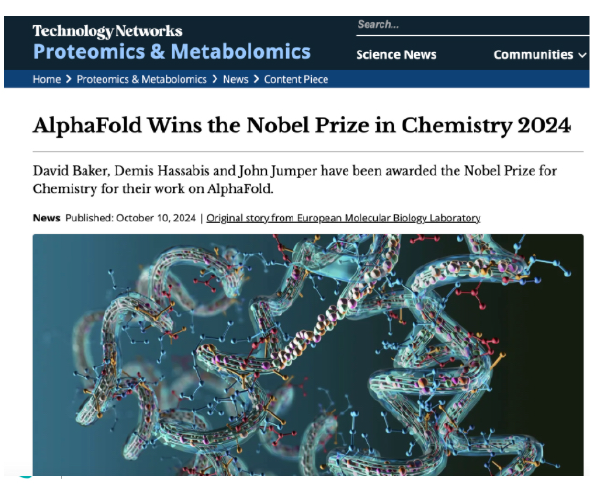 Technology Networks
Search...
Proteomics & Metabolomics
Science News
Communities
Home > Proteomics & Metabolomics > News > Content Piece
AlphaFold Wins the Nobel Prize in Chemistry 2024
David Baker, Demis Hassabis and John Jumper have been awarded the Nobel Prize for
Chemistry for their work on AlphaFold.
News Published: October 10, 2024 | Original story from European Molecular Biology Laboratory